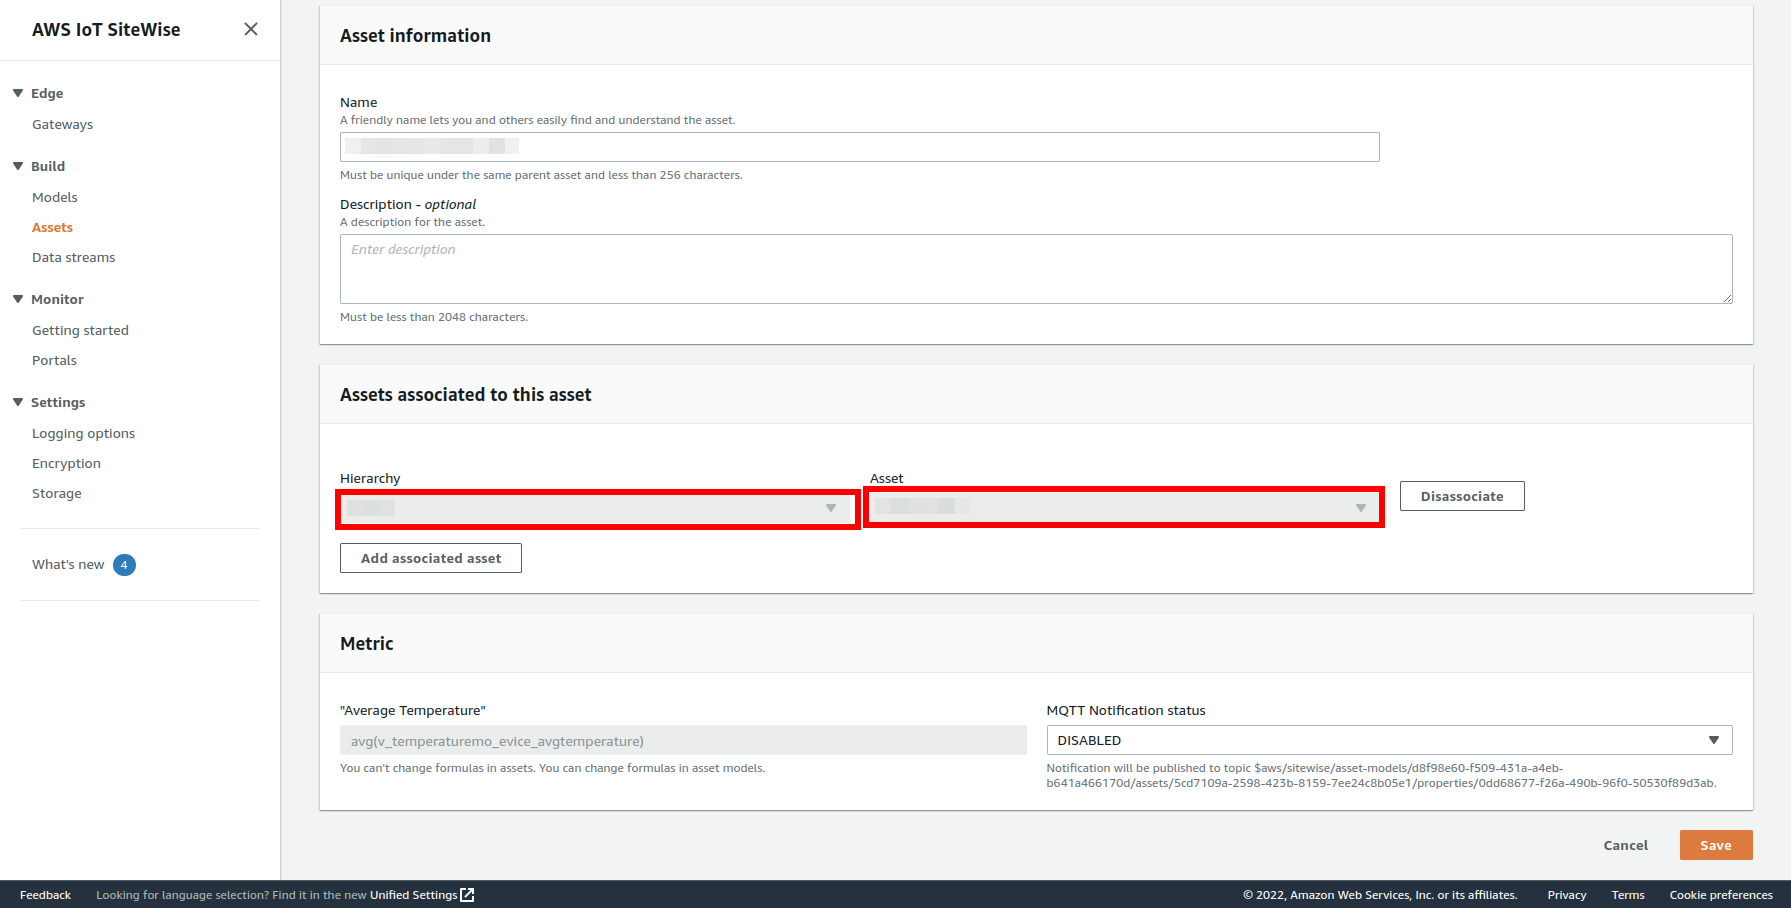 AWS IoT SiteWise
Edge
Gateways
Build
Models
Assets
Data streams
Monitor
Getting started
Portals
Settings
Logging options
Encryption
Storage
What's new 4
Asset information
Name
A friendly name lets you and others easily find and understand the asset.
Must be unique under the same parent asset and less than 256 characters.
Description - optional
A description for the asset.
Enter description
Must be less than 2048 characters.
Assets associated to this asset
Hierarchy
Asset
Disassociate
Add associated asset
Metric
"Average Temperature"
avg(v_temperaturemo_evice_avgtemperature)
You can't change formulas in assets. You can change formulas in asset models.
MQTT Notification status
DISABLED
Notification will be published to topic $aws/sitewise/asset-models/d8f98e60-f509-431a-a4eb-
b641a466170d/assets/5cd7109a-2598-423b-8159-7ee24c8b05e1/properties/0dd68677-f26a-490b-96f0-50530f89d3ab.
Cancel
Save
Feedback
Looking for language selection? Find it in the new Unified Settings
© 2022, Amazon Web Services, Inc. or its affiliates.
Privacy
Terms
Cookie preferences